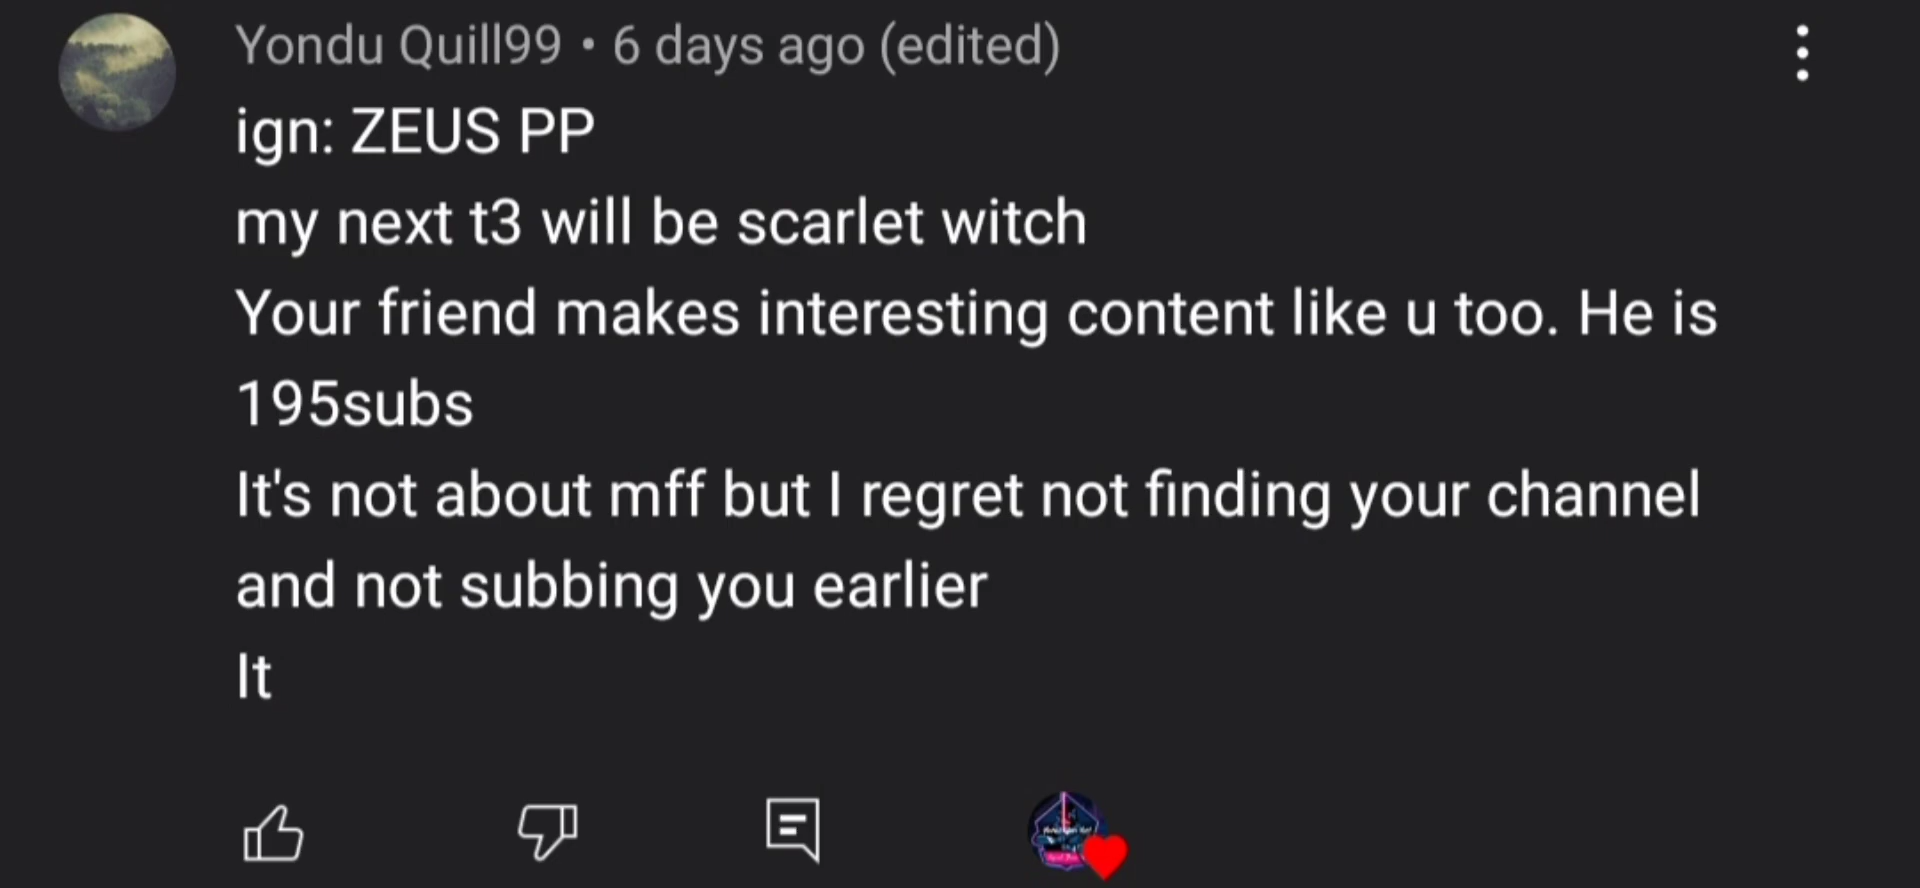 Yondu Quill99 • 6 days ago (edited)
ign: ZEUS PP
my next t3 will be scarlet witch
Your friend makes interesting content like u too. He is
195subs
It's not about mff but I regret not finding your channel
and not subbing you earlier
It